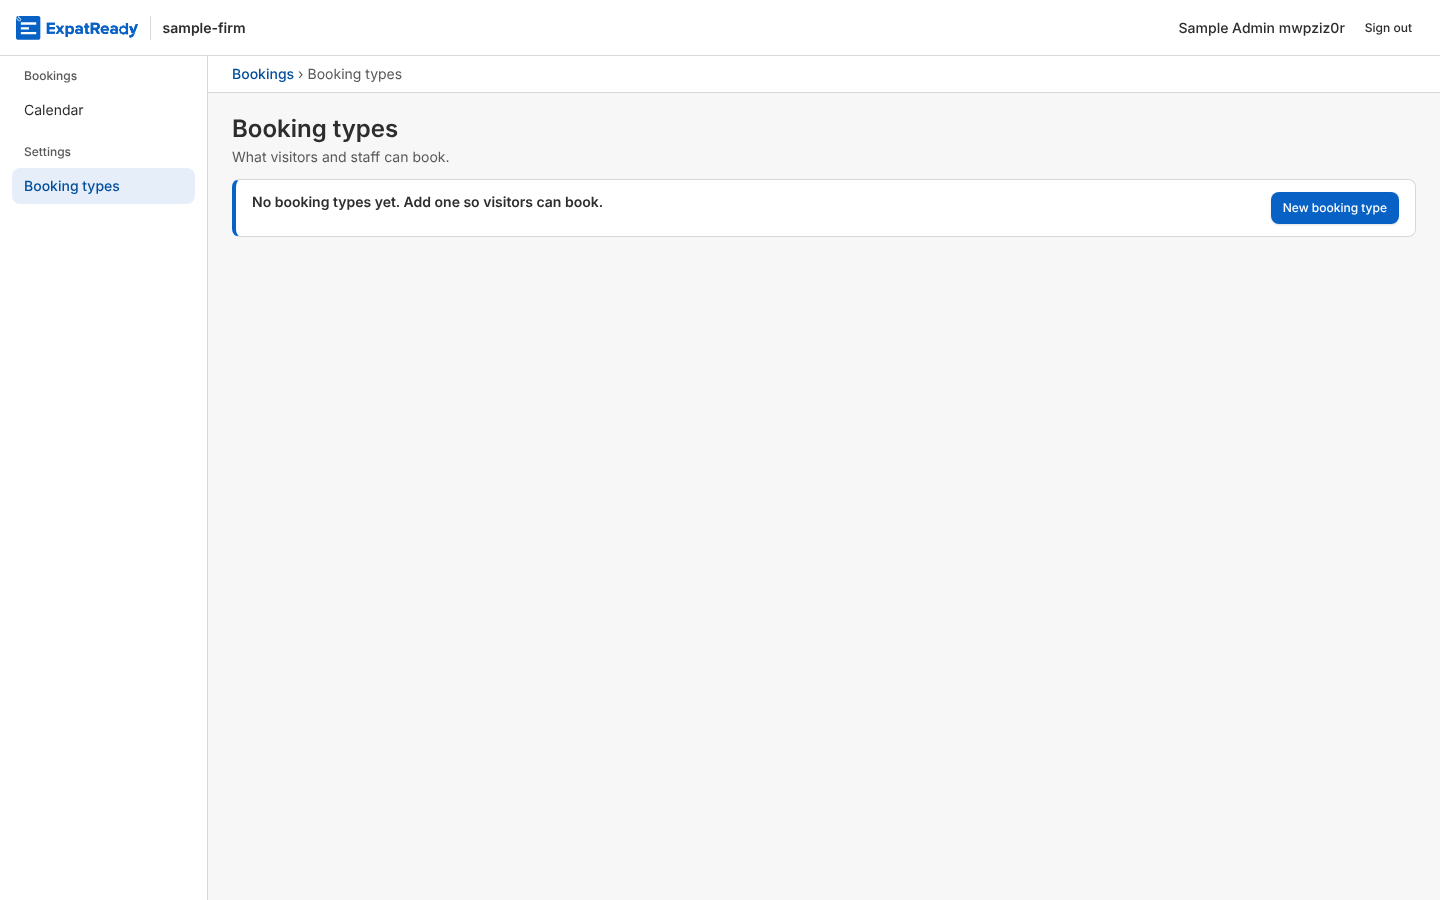 ExpatReady
sample-firm
Sample Admin mwpziz0r
Sign out
Bookings
Calendar
Settings
Booking types
Bookings › Booking types
Booking types
What visitors and staff can book.
No booking types yet. Add one so visitors can book.
New booking type